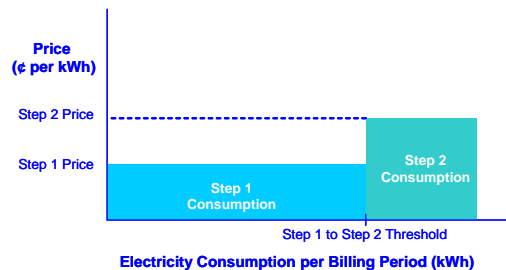 Price
(¢ per kWh)
Step 2 Price
Step 1 Price
Step 1
Consumption
Step 2
Consumption
Step 1 to Step 2 Threshold
Electricity Consumption per Billing Period (kWh)